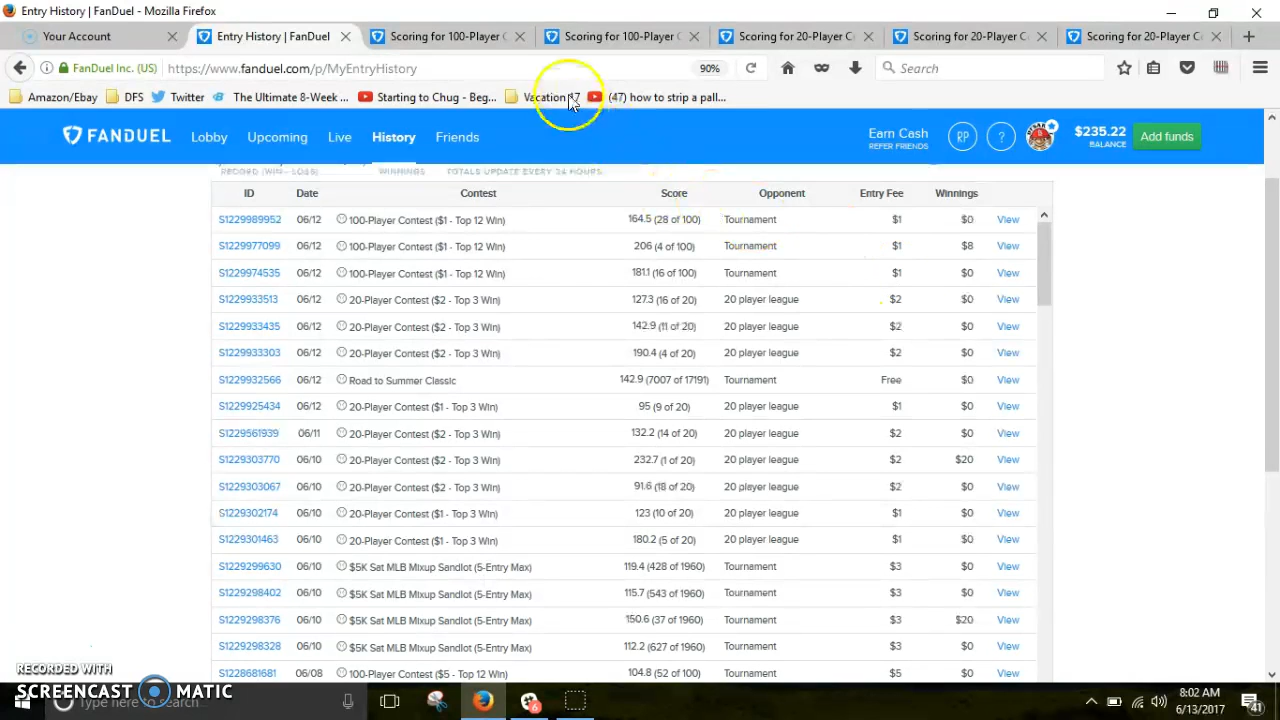 Entry History | FanDuel - Mozilla Firefox
Your Account Entry History | FanDuel Scoring for 100-Player C Scoring for 100-Player C Scoring for 20-Player C Scoring for 20-Player C Scoring for 20-Player C
FanDuel Inc. (US) https://www.fanduel.com/p/MyEntryHistory 90% Search
Amazon/Ebay DFS Twitter The Ultimate 8-Week ... Starting to Chug - Beg... Vacation 17 (47) how to strip a pall...
FANDUEL Lobby Upcoming Live History Friends Earn Cash REFER FRIENDS RP ? $235.22 BALANCE Add funds
RECORD (WIN - LOSS) WINNINGS TOTALS UPDATE EVERY 24 HOURS.
ID Date Contest Score Opponent Entry Fee Winnings
S1229989952 06/12 100-Player Contest ($1 - Top 12 Win) 164.5 (28 of 100) Tournament $1 $0 View
S1229977099 06/12 100-Player Contest ($1 - Top 12 Win) 206 (4 of 100) Tournament $1 $8 View
S1229974535 06/12 100-Player Contest ($1 - Top 12 Win) 181.1 (16 of 100) Tournament $1 $0 View
S1229933513 06/12 20-Player Contest ($2 - Top 3 Win) 127.3 (16 of 20) 20 player league $2 $0 View
S1229933435 06/12 20-Player Contest ($2 - Top 3 Win) 142.9 (11 of 20) 20 player league $2 $0 View
S1229933303 06/12 20-Player Contest ($2 - Top 3 Win) 190.4 (4 of 20) 20 player league $2 $0 View
S1229932566 06/12 Road to Summer Classic 142.9 (7007 of 17191) Tournament Free $0 View
S1229925434 06/12 20-Player Contest ($1 - Top 3 Win) 95 (9 of 20) 20 player league $1 $0 View
S1229561939 06/11 20-Player Contest ($2 - Top 3 Win) 132.2 (14 of 20) 20 player league $2 $0 View
S1229303770 06/10 20-Player Contest ($2 - Top 3 Win) 232.7 (1 of 20) 20 player league $2 $20 View
S1229303067 06/10 20-Player Contest ($2 - Top 3 Win) 91.6 (18 of 20) 20 player league $2 $0 View
S1229302174 06/10 20-Player Contest ($1 - Top 3 Win) 123 (10 of 20) 20 player league $1 $0 View
S1229301463 06/10 20-Player Contest ($1 - Top 3 Win) 180.2 (5 of 20) 20 player league $1 $0 View
S1229299630 06/10 $5K Sat MLB Mixup Sandlot (5-Entry Max) 119.4 (428 of 1960) Tournament $3 $0 View
S1229298402 06/10 $5K Sat MLB Mixup Sandlot (5-Entry Max) 115.7 (543 of 1960) Tournament $3 $0 View
S1229298376 06/10 $5K Sat MLB Mixup Sandlot (5-Entry Max) 150.6 (37 of 1960) Tournament $3 $20 View
S1229298328 06/10 $5K Sat MLB Mixup Sandlot (5-Entry Max) 112.2 (627 of 1960) Tournament $3 $0 View
S1228681681 06/08 100-Player Contest ($5 - Top 12 Win) 104.8 (52 of 100) Tournament $5 $0 View
RECORDED WITH
SCREENCAST MATIC
Type here to search
6
8:02 AM
6/13/2017
41